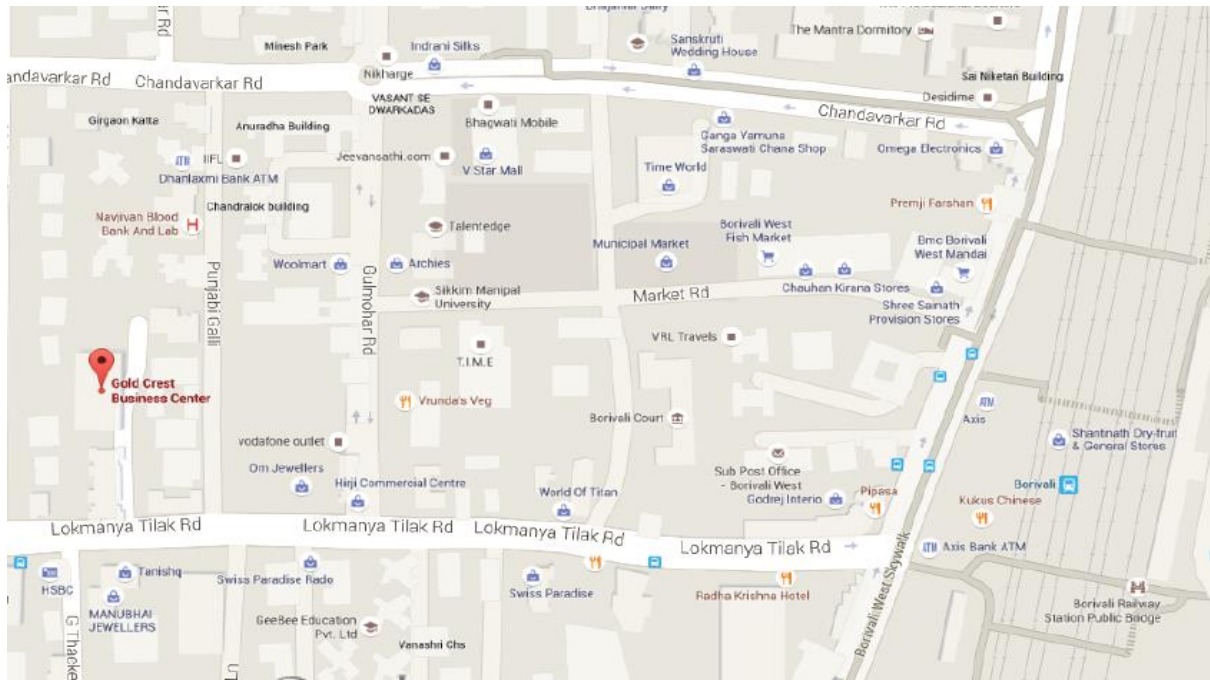 Bhajanlal Dairy
Sanskruti
Wedding House
The Mantra Dormitory
Minesh Park
Indrani Silks
Nikharge
Sai Niketan Building
Desidime
Chandavarkar Rd
VASANT SE
DWARKADAS
Bhagwati Mobile
Chandavarkar Rd
Girgaon Katta
Anuradha Building
Ganga Yamuna
Saraswati Chana Shop
Omega Electronics
IIFL
Dhanlaxmi Bank ATM
Jeevansathi.com
V Star Mall
Time World
Chandralok building
Premji Farshan
Navjivan Blood
Bank And Lab
Talentedge
Borivali West
Fish Market
Municipal Market
Bmc Borivali
West Mandai
Woolmart
Archies
Punjabi Galli
Gulmohar Rd
Sikkim Manipal
University
Market Rd
Chauhan Kirana Stores
Shree Sainath
Provision Stores
VRL Travels
T.I.M.E
Gold Crest
Business Center
Vrunda's Veg
Borivali Court
ATM
Axis
vodafone outlet
Shantinath Dry-fruit
& General Stores
Om Jewellers
Hirji Commercial Centre
World Of Titan
Sub Post Office
- Borivali West
Godrej Interio
Pipasa
Borivali
Kukus Chinese
Lokmanya Tilak Rd
Lokmanya Tilak Rd
Lokmanya Tilak Rd
Lokmanya Tilak Rd
ATM Axis Bank ATM
Borivali West Skywalk
HSBC
Tanishq
MANUBHAI
JEWELLERS
Swiss Paradise Rado
Swiss Paradise
Radha Krishna Hotel
Borivali Railway
Station Public Bridge
GeeBee Education
Pvt. Ltd
Vanashri Chs
G Thacke